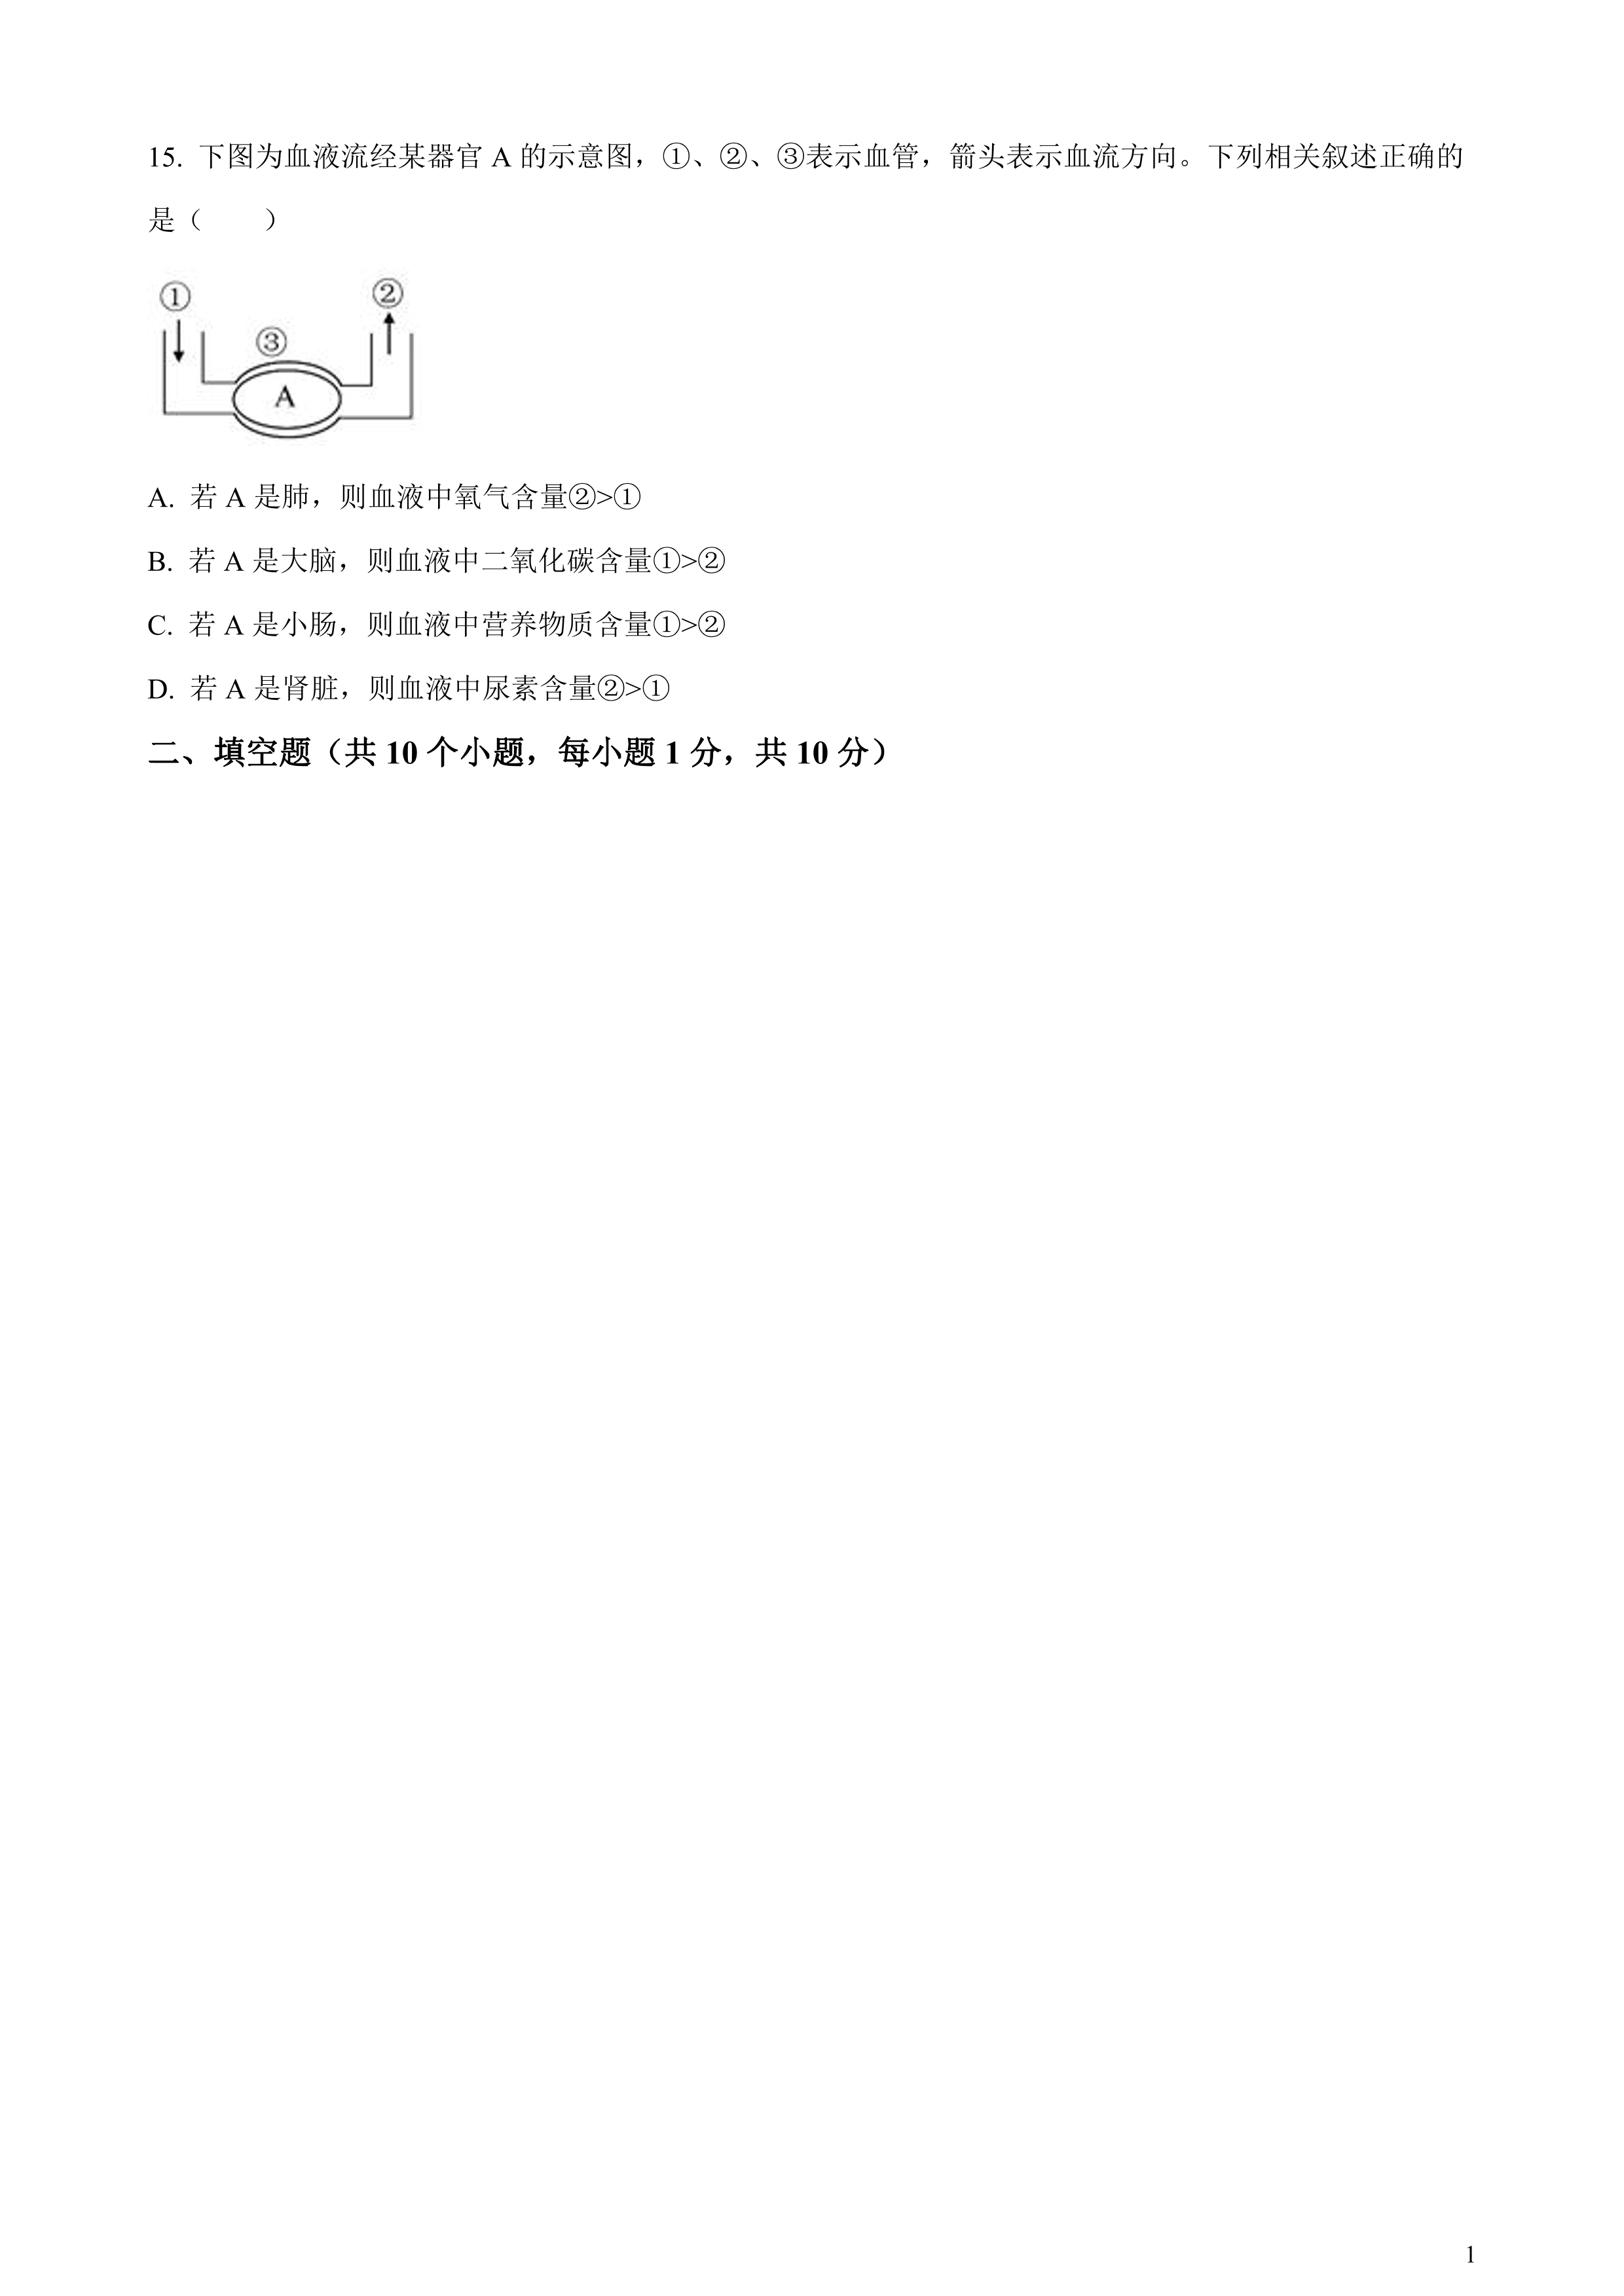 15. 下图为血液流经某器官 A 的示意图，①、②、③表示血管，箭头表示血流方向。下列相关叙述正确的
是（　　）
① ②
③
A
A. 若 A 是肺，则血液中氧气含量②>①
B. 若 A 是大脑，则血液中二氧化碳含量①>②
C. 若 A 是小肠，则血液中营养物质含量①>②
D. 若 A 是肾脏，则血液中尿素含量②>①
二、填空题（共 10 个小题，每小题 1 分，共 10 分）
1